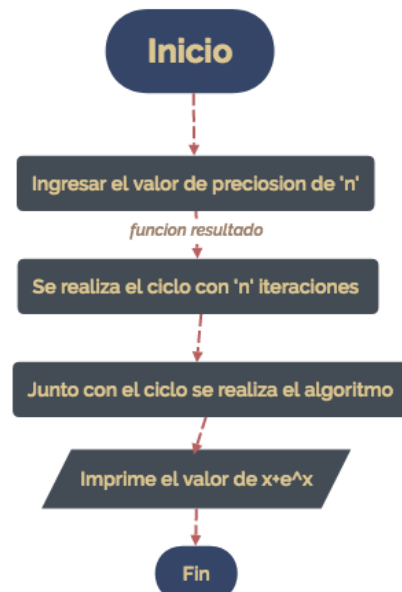 Inicio
Ingresar el valor de preciosion de 'n'
funcion resultado
Se realiza el ciclo con 'n' iteraciones
Junto con el ciclo se realiza el algoritmo
Imprime el valor de x+e^x
Fin